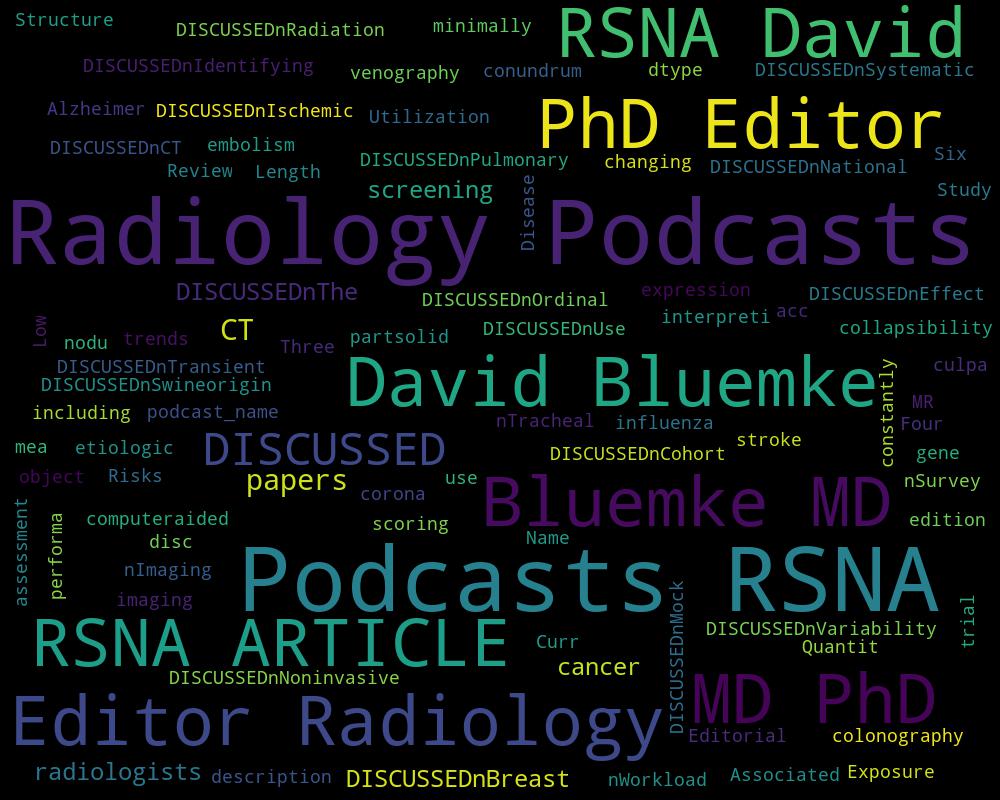 Structure
DISCUSSEDnRadiation
minimally
RSNA David
DISCUSSEDnIdentifying
venography
conundrum
dtype
DISCUSSEDnSystematic
Alzheimer
DISCUSSEDnIschemic
Utilization
PhD Editor
DISCUSSEDnCT
embolism
DISCUSSEDnPulmonary
changing
DISCUSSEDnNational
Six
Review
Length
screening
Disease
Study
Radiology Podcasts
DISCUSSEDnThe
DISCUSSEDnOrdinal
expression
DISCUSSEDnEffect
Low
nodu
trends
CT
Three
partsolid
DISCUSSEDnUse
interpreti
acc
collapsibility
DISCUSSEDnTransient
DISCUSSEDnSwineorigin
David Bluemke
constantly
culpa
including
podcast_name
nTracheal
influenza
MR
Four
mea
etiologic
DISCUSSED
DISCUSSEDnCohort
stroke
gene
object
Risks
papers
corona
use
Bluemke MD
nSurvey
assessment
performa
computeraided
disc
scoring
Name
edition
nImaging
imaging
Podcasts RSNA
DISCUSSEDnMock
trial
RSNA ARTICLE
Curr
DISCUSSEDnVariability
Quantit
DISCUSSEDnNoninvasive
cancer
Editor Radiology
MD PhD
Editorial
colonography
radiologists
description
DISCUSSEDnBreast
nWorkload
Associated
Exposure